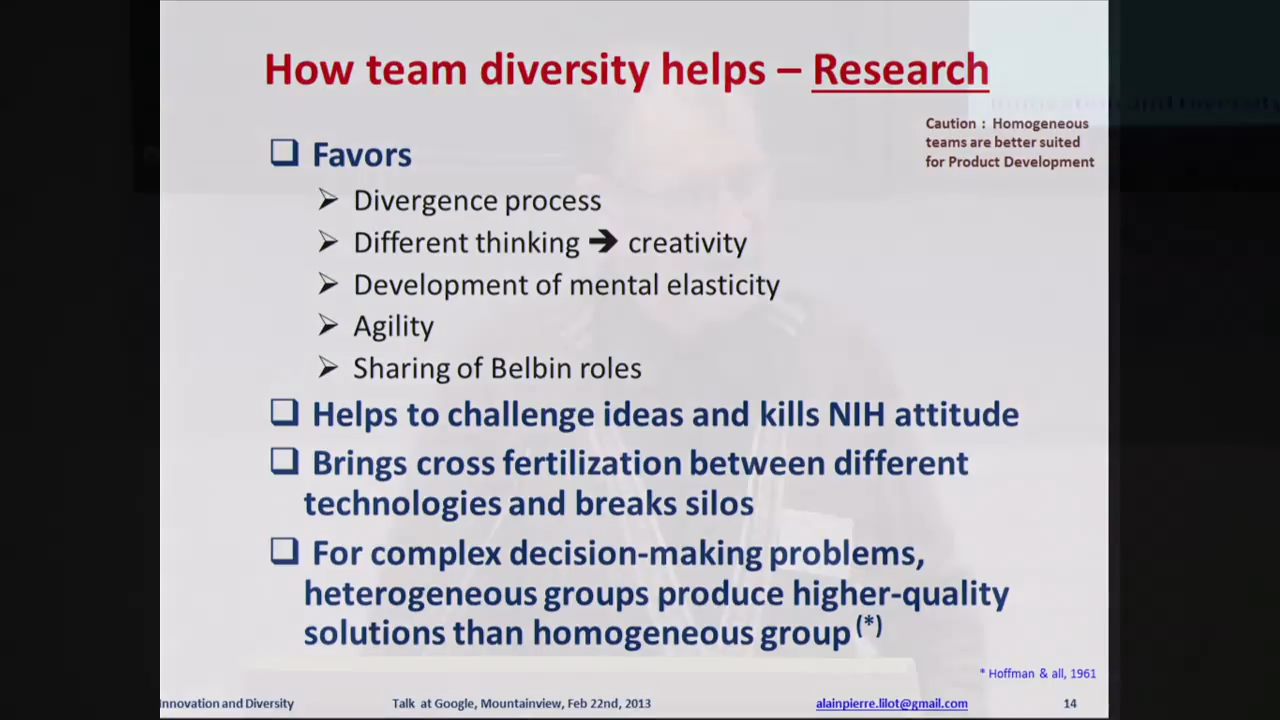 How team diversity helps – Research
Caution : Homogeneous
teams are better suited
for Product Development
❑ Favors
➢ Divergence process
➢ Different thinking ➔ creativity
➢ Development of mental elasticity
➢ Agility
➢ Sharing of Belbin roles
❑ Helps to challenge ideas and kills NIH attitude
❑ Brings cross fertilization between different
technologies and breaks silos
❑ For complex decision-making problems,
heterogeneous groups produce higher-quality
solutions than homogeneous group (*)
* Hoffman & all, 1961
Innovation and Diversity
Talk at Google, Mountainview, Feb 22nd, 2013
alainpierre.lilot@gmail.com
14